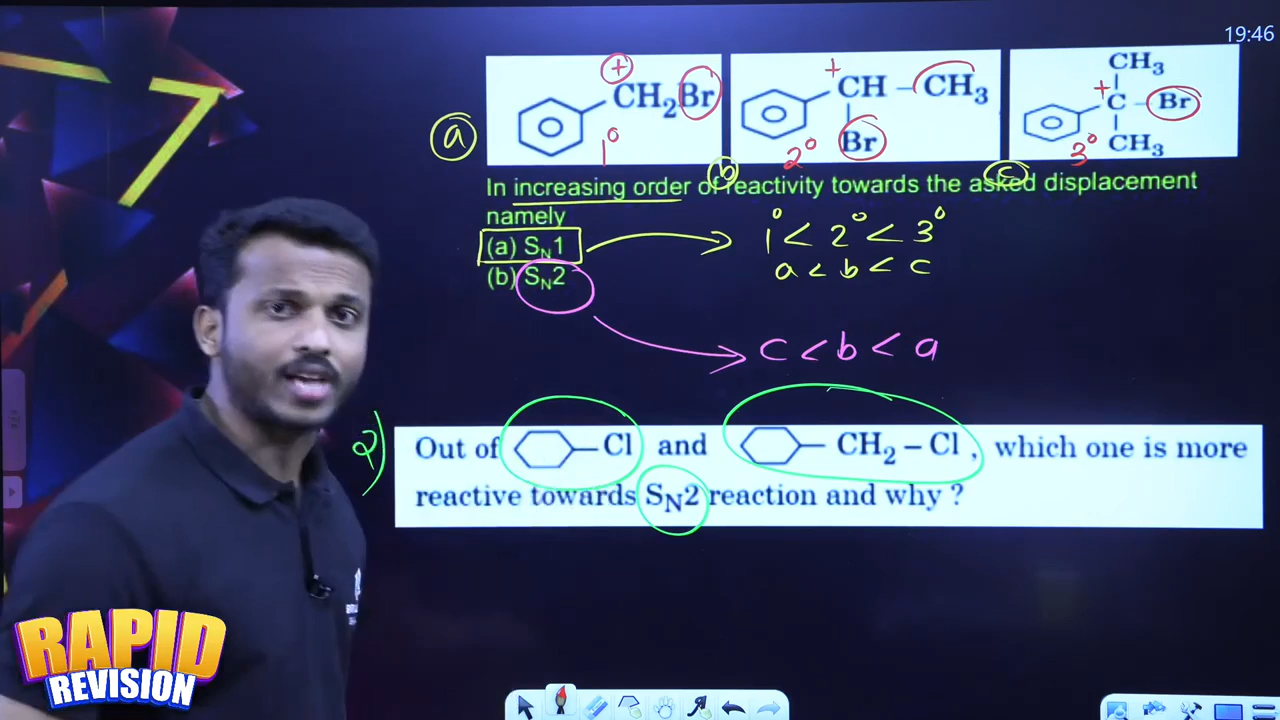 19:46
CH₂Br
+
1°
CH – CH₃
+
Br
2°
CH₃
+
C – Br
CH₃
3°
a
b
c
In increasing order of reactivity towards the asked displacement
namely
(a) SN1
1° < 2° < 3°
a < b < c
(b) SN2
c < b < a
Q)
Out of –Cl and – CH₂ – Cl, which one is more
reactive towards SN2 reaction and why ?
RAPID
REVISION